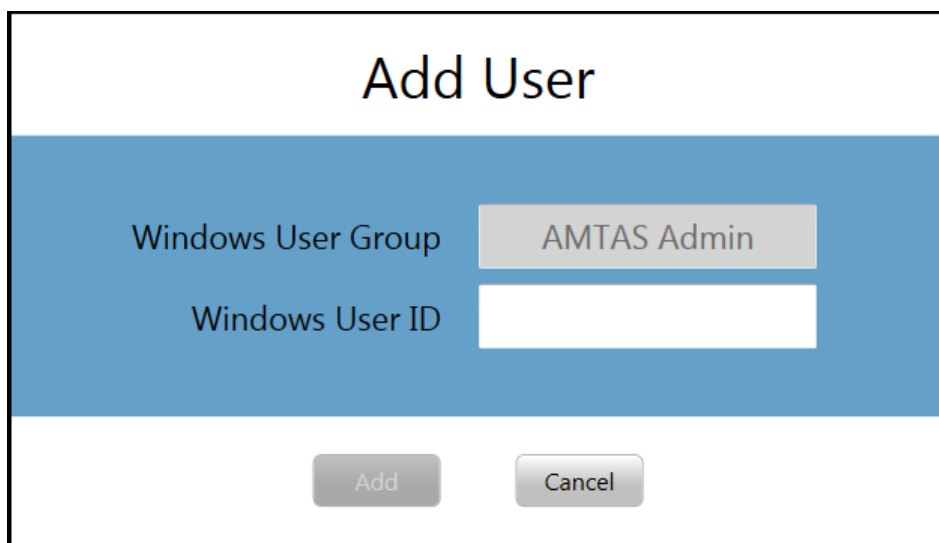 Add User
Windows User Group AMTAS Admin
Windows User ID
Add Cancel